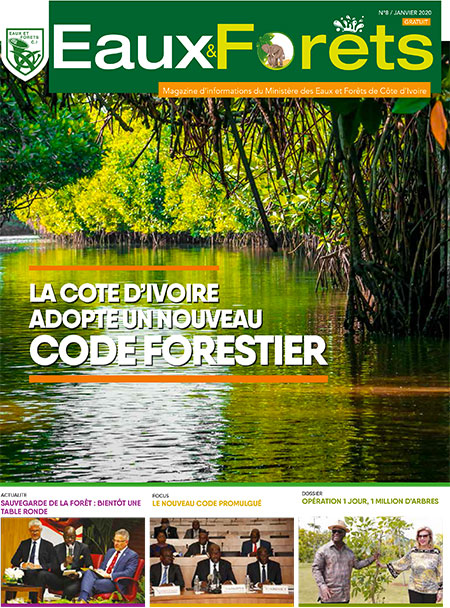 N°8 / JANVIER 2020
GRATUIT
EAUX ET FORETS
C.I
Eaux&Forêts
Magazine d'informations du Ministère des Eaux et Forêts de Côte d'Ivoire
LA COTE D'IVOIRE
ADOPTE UN NOUVEAU
CODE FORESTIER
ACTUALITE
SAUVEGARDE DE LA FORÊT : BIENTÔT UNE
TABLE RONDE
FOCUS
LE NOUVEAU CODE PROMULGUÉ
DOSSIER
OPÉRATION 1 JOUR, 1 MILLION D'ARBRES